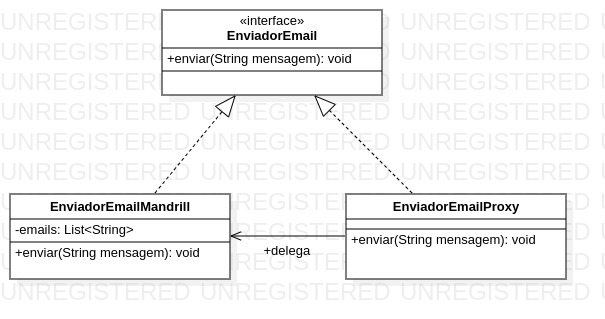 «interface»
EnviadorEmail
+enviar(String mensagem): void
EnviadorEmailMandrill
-emails: List<String>
+enviar(String mensagem): void
+delega
EnviadorEmailProxy
+enviar(String mensagem): void
UNREGISTERED UNREGISTERED UNREGISTERED